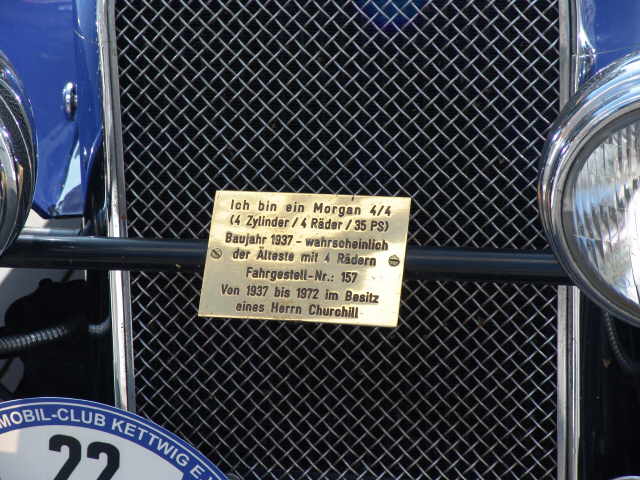 Ich bin ein Morgan 4/4
(4 Zylinder / 4 Räder / 35 PS)
Baujahr 1937 - wahrscheinlich
der Älteste mit 4 Rädern
Fahrgestell-Nr.: 157
Von 1937 bis 1972 im Besitz
eines Herrn Churchill
MOBIL-CLUB KETTWIG E.V
22